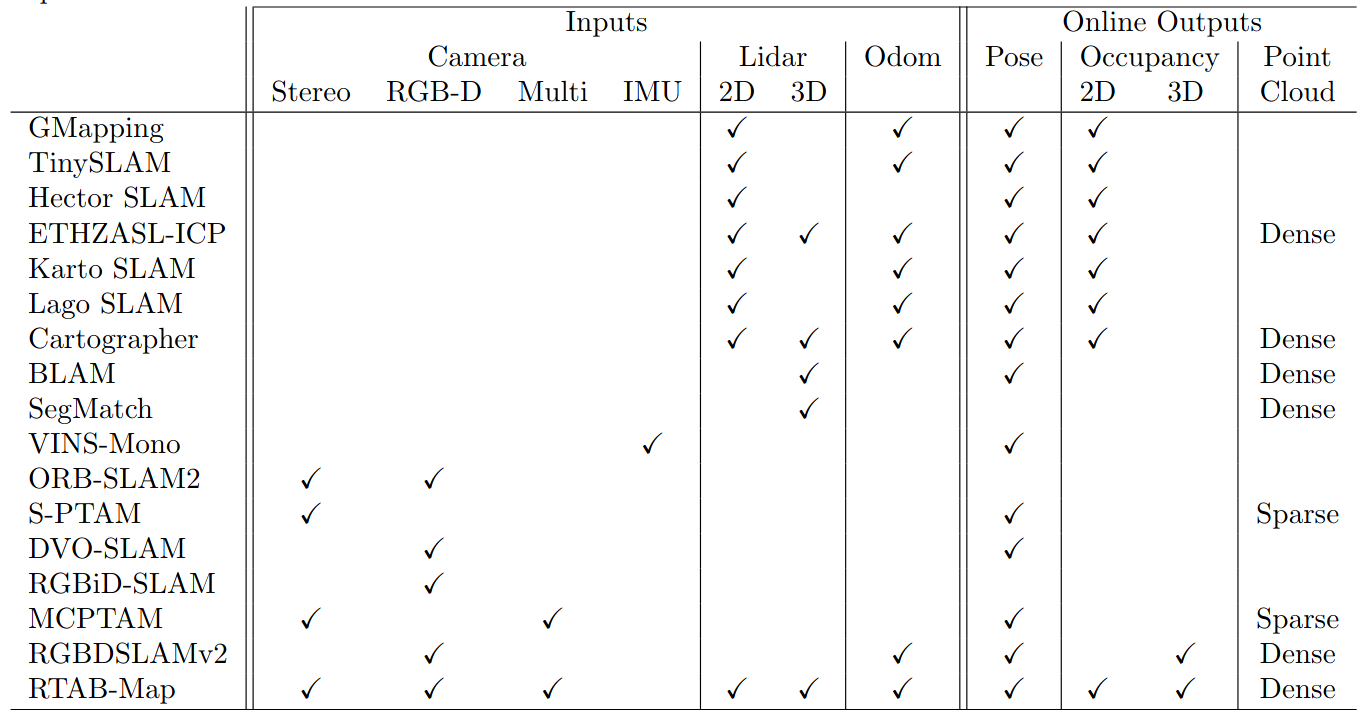 Inputs Online Outputs
Camera Lidar Odom Pose Occupancy Point
Stereo RGB-D Multi IMU 2D 3D 2D 3D Cloud
GMapping ✓ ✓ ✓ ✓
TinySLAM ✓ ✓ ✓ ✓
Hector SLAM ✓ ✓ ✓
ETHZASL-ICP ✓ ✓ ✓ ✓ ✓ Dense
Karto SLAM ✓ ✓ ✓ ✓
Lago SLAM ✓ ✓ ✓ ✓
Cartographer ✓ ✓ ✓ ✓ ✓ Dense
BLAM ✓ ✓ Dense
SegMatch ✓ Dense
VINS-Mono ✓ ✓
ORB-SLAM2 ✓ ✓
S-PTAM ✓ ✓ Sparse
DVO-SLAM ✓ ✓
RGBiD-SLAM ✓
MCPTAM ✓ ✓ ✓ Sparse
RGBDSLAMv2 ✓ ✓ ✓ ✓ Dense
RTAB-Map ✓ ✓ ✓ ✓ ✓ ✓ ✓ ✓ ✓ Dense